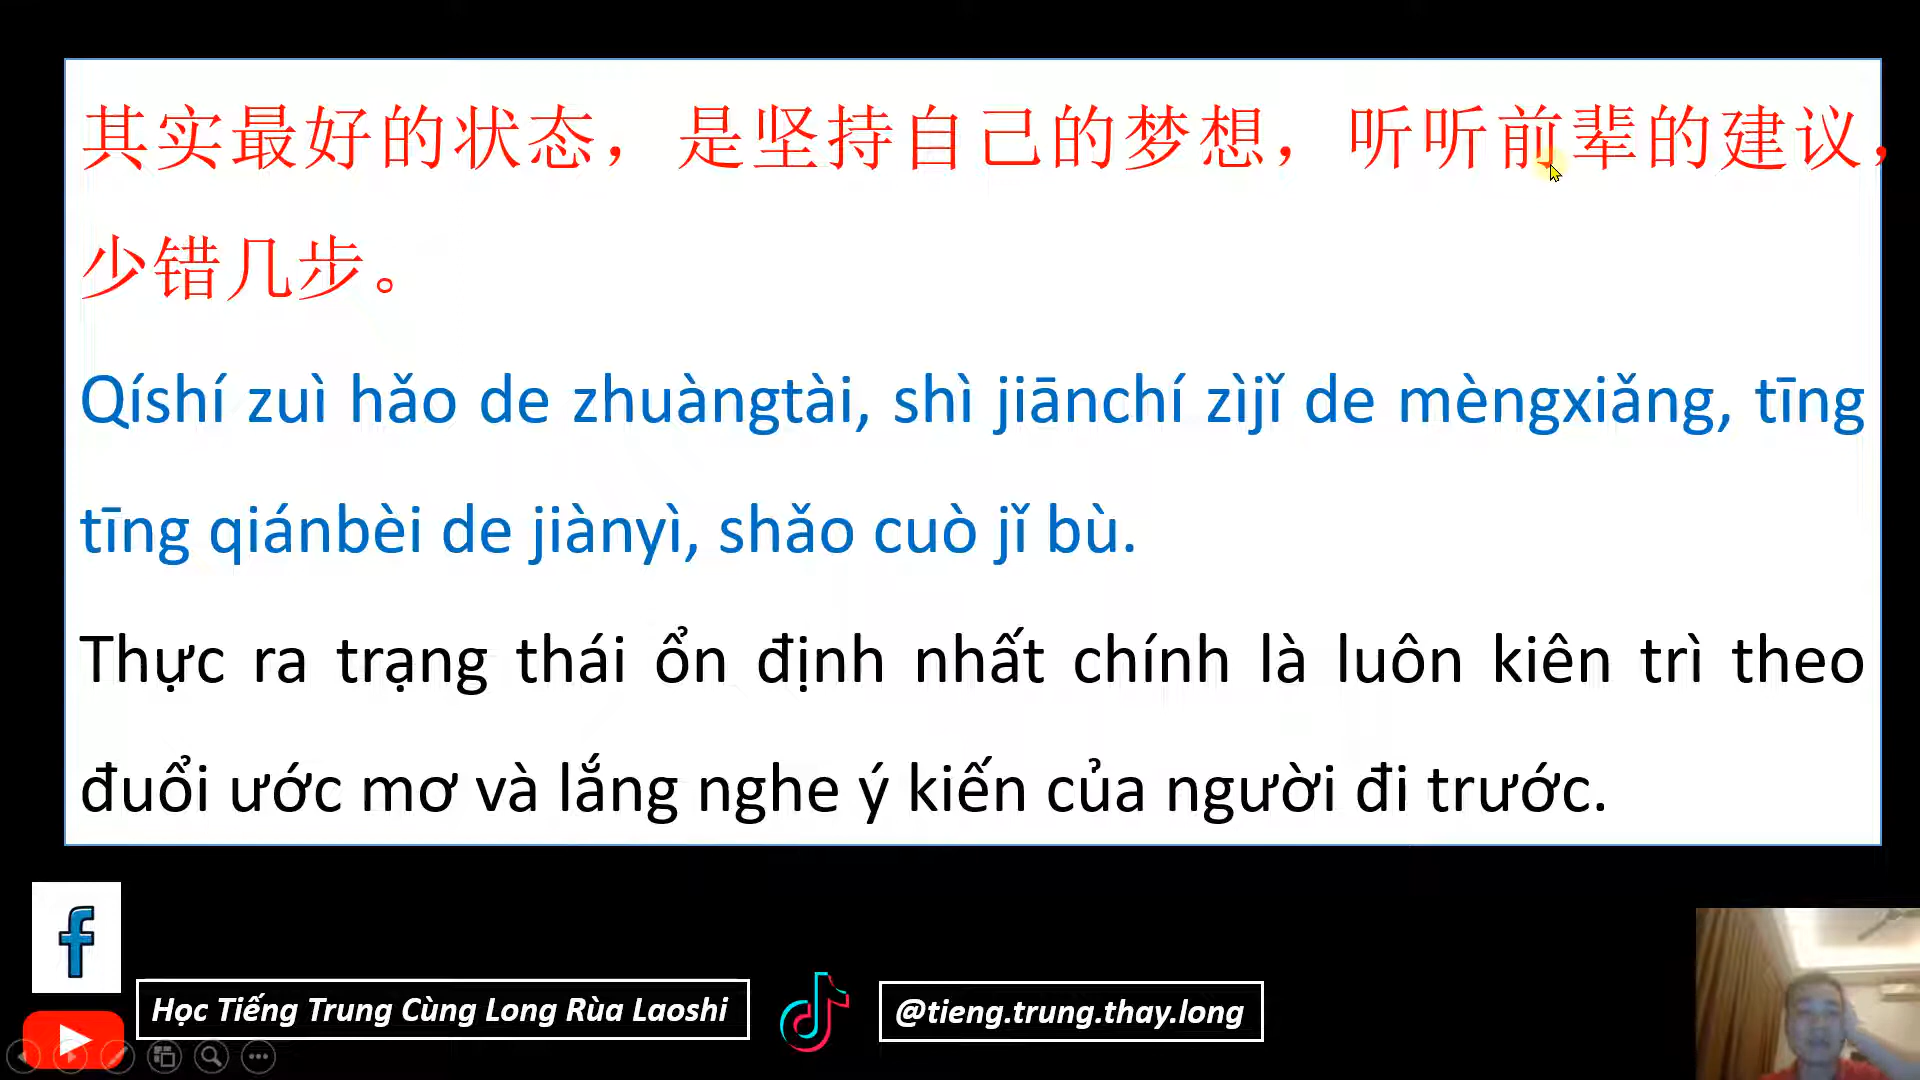 其实最好的状态，是坚持自己的梦想，听听前辈的建议，
少错几步。
Qíshí zuì hǎo de zhuàngtài, shì jiānchí zìjǐ de mèngxiǎng, tīng
tīng qiánbèi de jiànyì, shǎo cuò jǐ bù.
Thực ra trạng thái ổn định nhất chính là luôn kiên trì theo
đuổi ước mơ và lắng nghe ý kiến của người đi trước.
Học Tiếng Trung Cùng Long Rùa Laoshi
@tieng.trung.thay.long